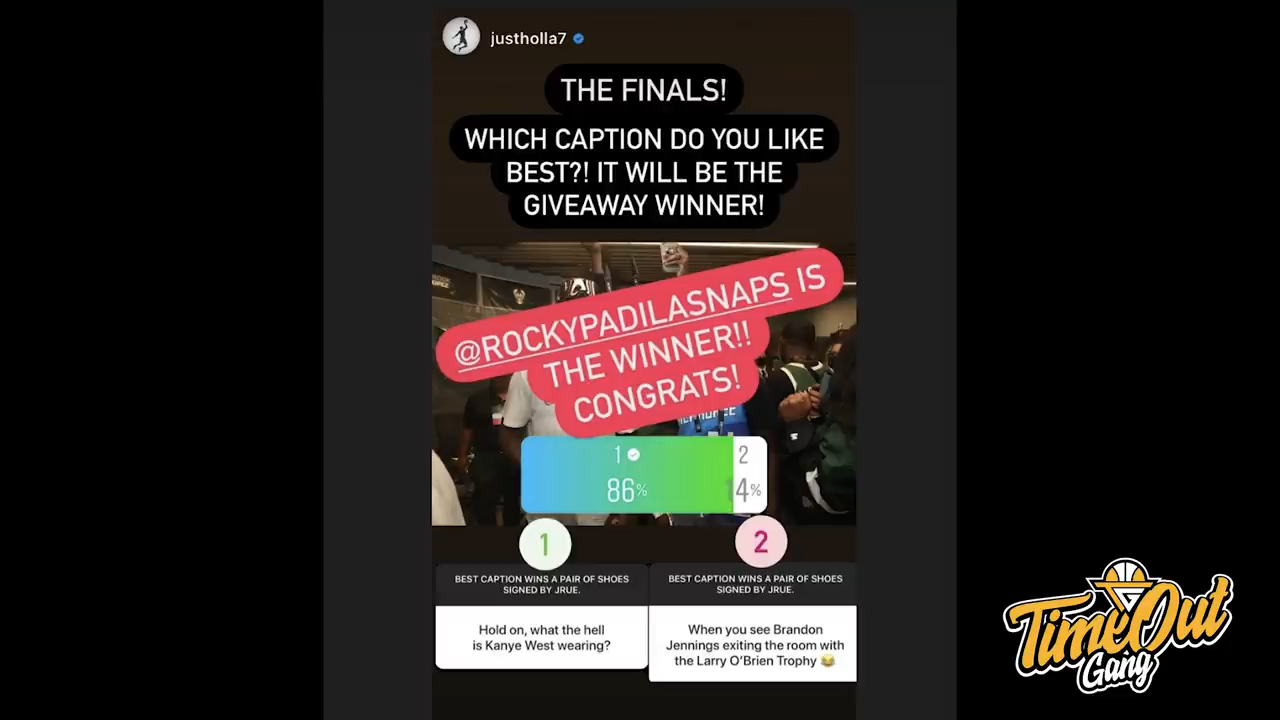 justholla7
THE FINALS!
WHICH CAPTION DO YOU LIKE
BEST?! IT WILL BE THE
GIVEAWAY WINNER!
@ROCKYPADILASNAPS IS
THE WINNER!!
CONGRATS!
1 2
86% 14%
1 2
BEST CAPTION WINS A PAIR OF SHOES
SIGNED BY JRUE.
Hold on, what the hell
is Kanye West wearing?
BEST CAPTION WINS A PAIR OF SHOES
SIGNED BY JRUE.
When you see Brandon
Jennings exiting the room with
the Larry O'Brien Trophy 😂
TimeOut
Gang